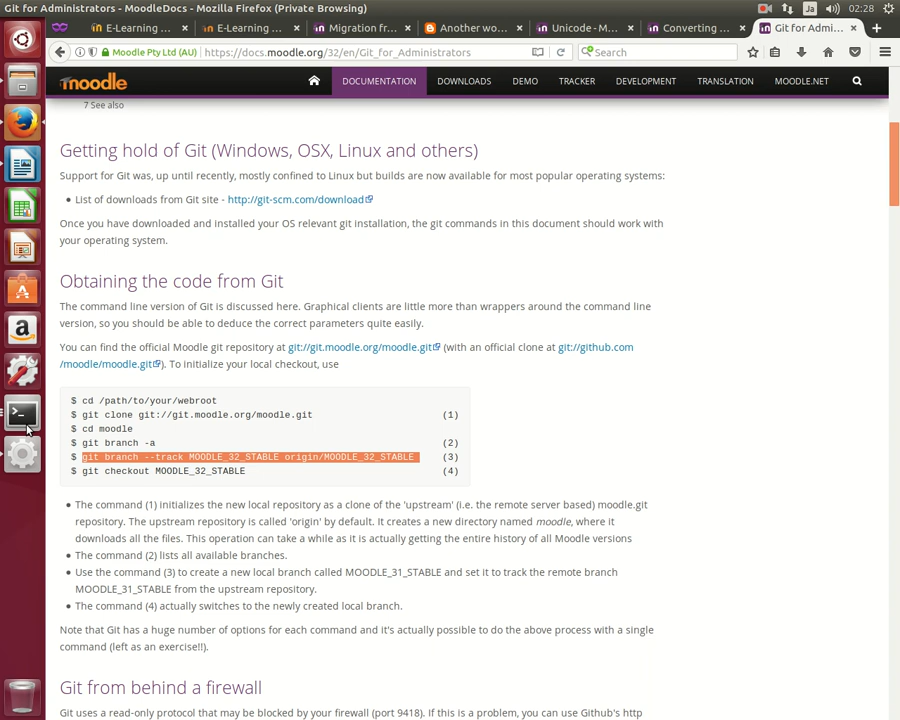 Git for Administrators - MoodleDocs - Mozilla Firefox (Private Browsing)
Ja
02:28
E-Learning ...
E-Learning ...
Migration fr...
Another wo...
Unicode - M...
Converting ...
Git for Admi...
Moodle Pty Ltd (AU)
https://docs.moodle.org/32/en/Git_for_Administrators
Search
moodle
DOCUMENTATION
DOWNLOADS
DEMO
TRACKER
DEVELOPMENT
TRANSLATION
MOODLE.NET
7 See also
Getting hold of Git (Windows, OSX, Linux and others)
Support for Git was, up until recently, mostly confined to Linux but builds are now available for most popular operating systems:
List of downloads from Git site - http://git-scm.com/download
Once you have downloaded and installed your OS relevant git installation, the git commands in this document should work with
your operating system.
Obtaining the code from Git
The command line version of Git is discussed here. Graphical clients are little more than wrappers around the command line
version, so you should be able to deduce the correct parameters quite easily.
You can find the official Moodle git repository at git://git.moodle.org/moodle.git (with an official clone at git://github.com
/moodle/moodle.git). To initialize your local checkout, use
$ cd /path/to/your/webroot
$ git clone git://git.moodle.org/moodle.git (1)
$ cd moodle
$ git branch -a (2)
$ git branch --track MOODLE_32_STABLE origin/MOODLE_32_STABLE (3)
$ git checkout MOODLE_32_STABLE (4)
The command (1) initializes the new local repository as a clone of the 'upstream' (i.e. the remote server based) moodle.git
repository. The upstream repository is called 'origin' by default. It creates a new directory named moodle, where it
downloads all the files. This operation can take a while as it is actually getting the entire history of all Moodle versions
The command (2) lists all available branches.
Use the command (3) to create a new local branch called MOODLE_31_STABLE and set it to track the remote branch
MOODLE_31_STABLE from the upstream repository.
The command (4) actually switches to the newly created local branch.
Note that Git has a huge number of options for each command and it's actually possible to do the above process with a single
command (left as an exercise!!).
Git from behind a firewall
Git uses a read-only protocol that may be blocked by your firewall (port 9418). If this is a problem, you can use Github's http